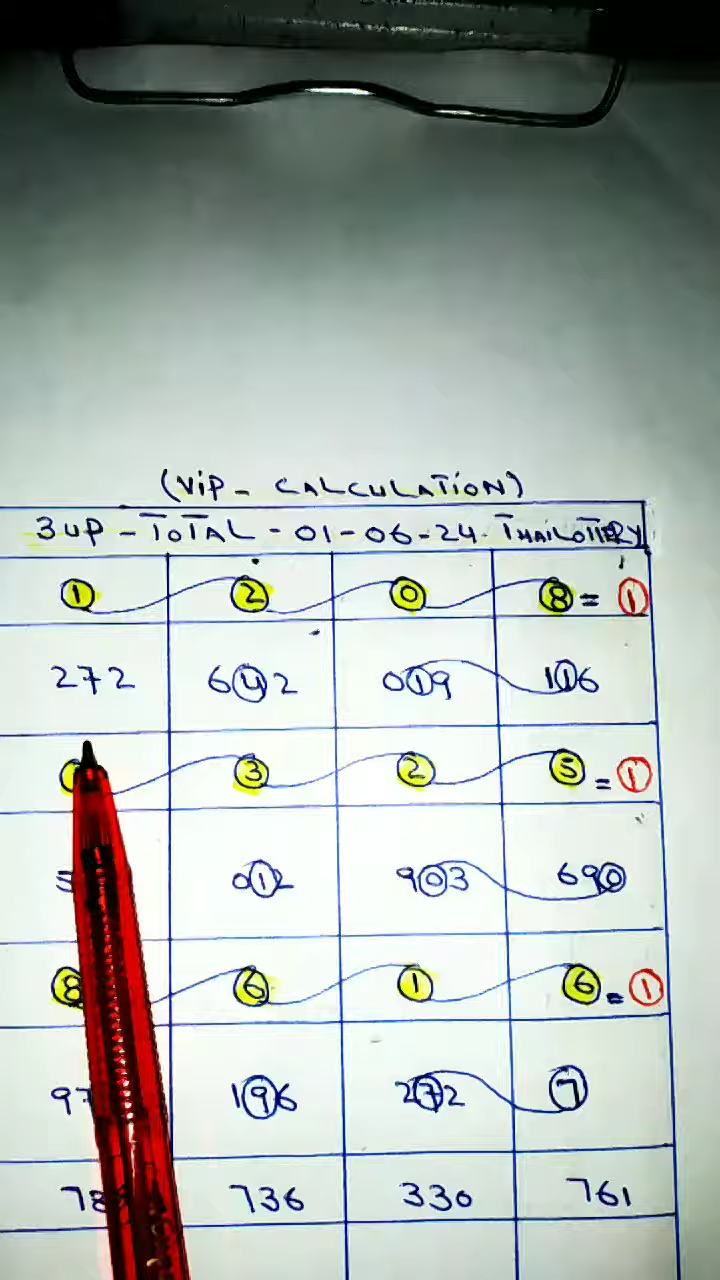 (ViP - CALCULATION)
3UP - TOTAL - 01-06-24. THAILOTTERY
1 2 0 8 = 1
272 642 019 116
3 2 5 = 1
012 903 690
8 6 1 6 = 1
196 272 7
736 330 761